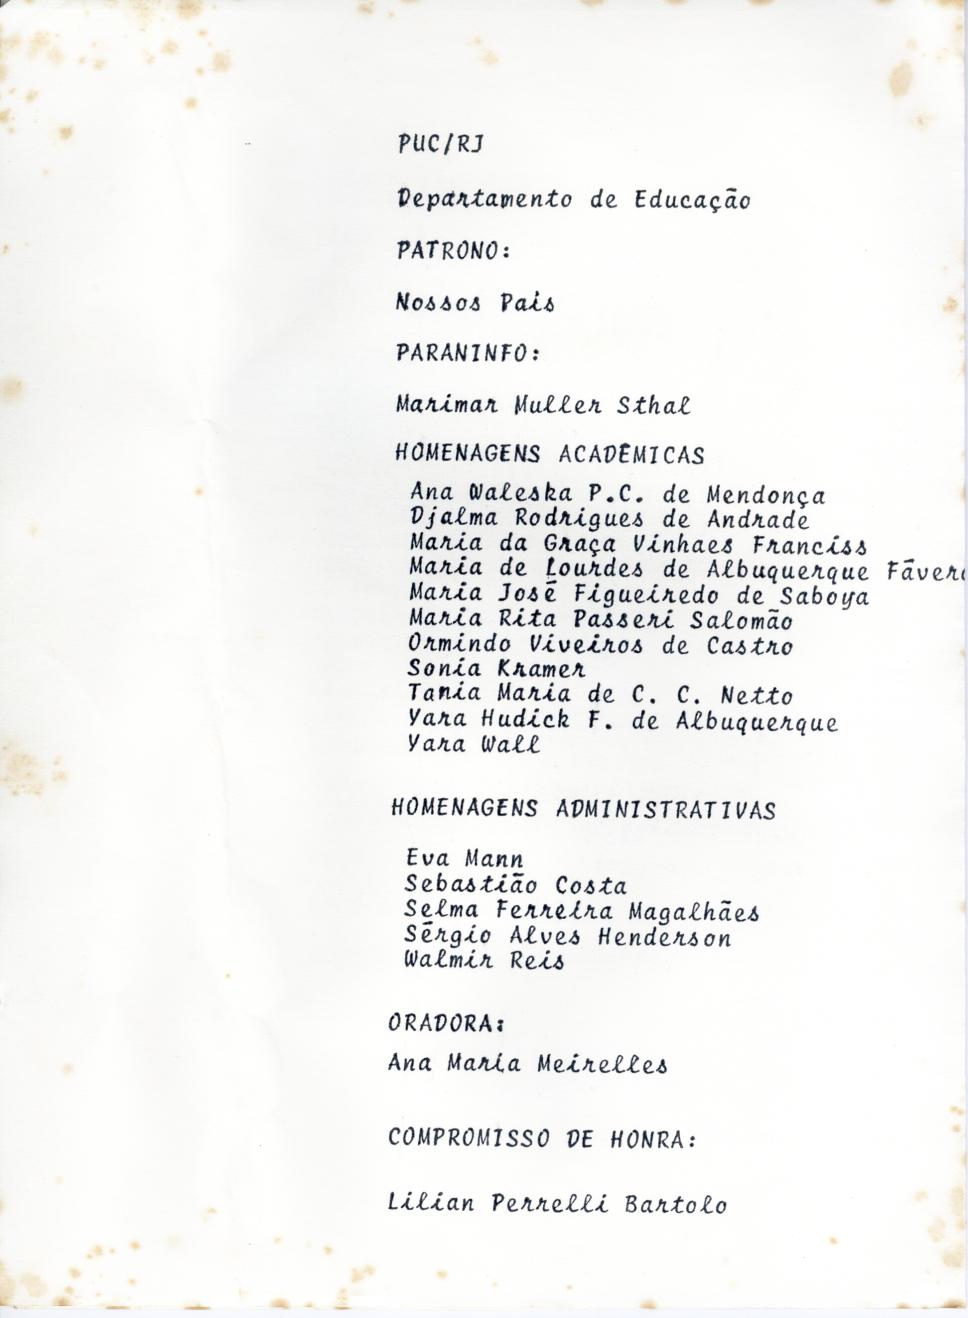 PUC/RJ
Departamento de Educação
PATRONO:
Nossos Pais
PARANINFO:
Marimar Muller Sthal
HOMENAGENS ACADÊMICAS
Ana Waleska P.C. de Mendonça
Djalma Rodrigues de Andrade
Maria da Graça Vinhaes Franciss
Maria de Lourdes de Albuquerque Fáver
Maria José Figueiredo de Saboya
Maria Rita Passeri Salomão
Ormindo Viveiros de Castro
Sonia Kramer
Tania Maria de C. C. Netto
Yara Hudick F. de Albuquerque
Yara Wall
HOMENAGENS ADMINISTRATIVAS
Eva Mann
Sebastião Costa
Selma Ferreira Magalhães
Sérgio Alves Henderson
Walmir Reis
ORADORA:
Ana Maria Meirelles
COMPROMISSO DE HONRA:
Lilian Perrelli Bartolo